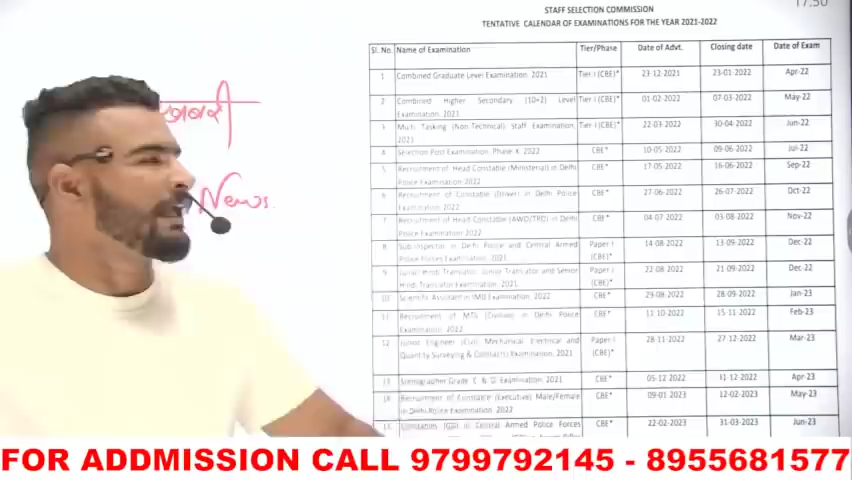 17:50
STAFF SELECTION COMMISSION
TENTATIVE CALENDAR OF EXAMINATIONS FOR THE YEAR 2021-2022
Sl. No. Name of Examination Tier/Phase Date of Advt. Closing date Date of Exam
1 Combined Graduate Level Examination, 2021 Tier-I (CBE)* 23-12-2021 23-01-2022 Apr-22
2 Combined Higher Secondary (10+2) Level Tier-I (CBE)* 01-02-2022 07-03-2022 May-22
Examination, 2021
3 Multi Tasking (Non-Technical) Staff Examination, Tier-I (CBE)* 22-03-2022 30-04-2022 Jun-22
2021
4 Selection Post Examination, Phase-X, 2022 CBE* 10-05-2022 09-06-2022 Jul-22
5 Recruitment of Head Constable (Ministerial) in Delhi CBE* 17-05-2022 16-06-2022 Sep-22
Police Examination-2022
6 Recruitment of Constable (Driver) in Delhi Police CBE* 27-06-2022 26-07-2022 Oct-22
Examination-2022
7 Recruitment of Head Constable (AWO/TPO) in Delhi CBE* 04-07-2022 03-08-2022 Nov-22
Police Examination-2022
8 Sub-Inspector in Delhi Police and Central Armed Paper-I 14-08-2022 13-09-2022 Dec-22
Police Forces Examination, 2021 (CBE)*
9 Junior Hindi Translator, Junior Translator and Senior Paper-I 22-08-2022 21-09-2022 Dec-22
Hindi Translator Examination, 2021 (CBE)*
10 Scientific Assistant in IMD Examination, 2022 CBE* 29-08-2022 28-09-2022 Jan-23
11 Recruitment of MTS (Civilian) in Delhi Police CBE* 11-10-2022 15-11-2022 Feb-23
Examination, 2022
12 Junior Engineer (Civil, Mechanical, Electrical and Paper-I 28-11-2022 27-12-2022 Mar-23
Quantity Surveying & Contracts) Examination, 2021 (CBE)*
13 Stenographer Grade 'C' & 'D' Examination, 2021 CBE* 05-12-2022 31-12-2022 Apr-23
14 Recruitment of Constable (Executive) Male/Female CBE* 09-01-2023 12-02-2023 May-23
in Delhi Police Examination-2022
Constables (GD) in Central Armed Police Forces CBE* 22-02-2023 31-03-2023 Jun-23
News.
FOR ADDMISSION CALL 9799792145 - 8955681577